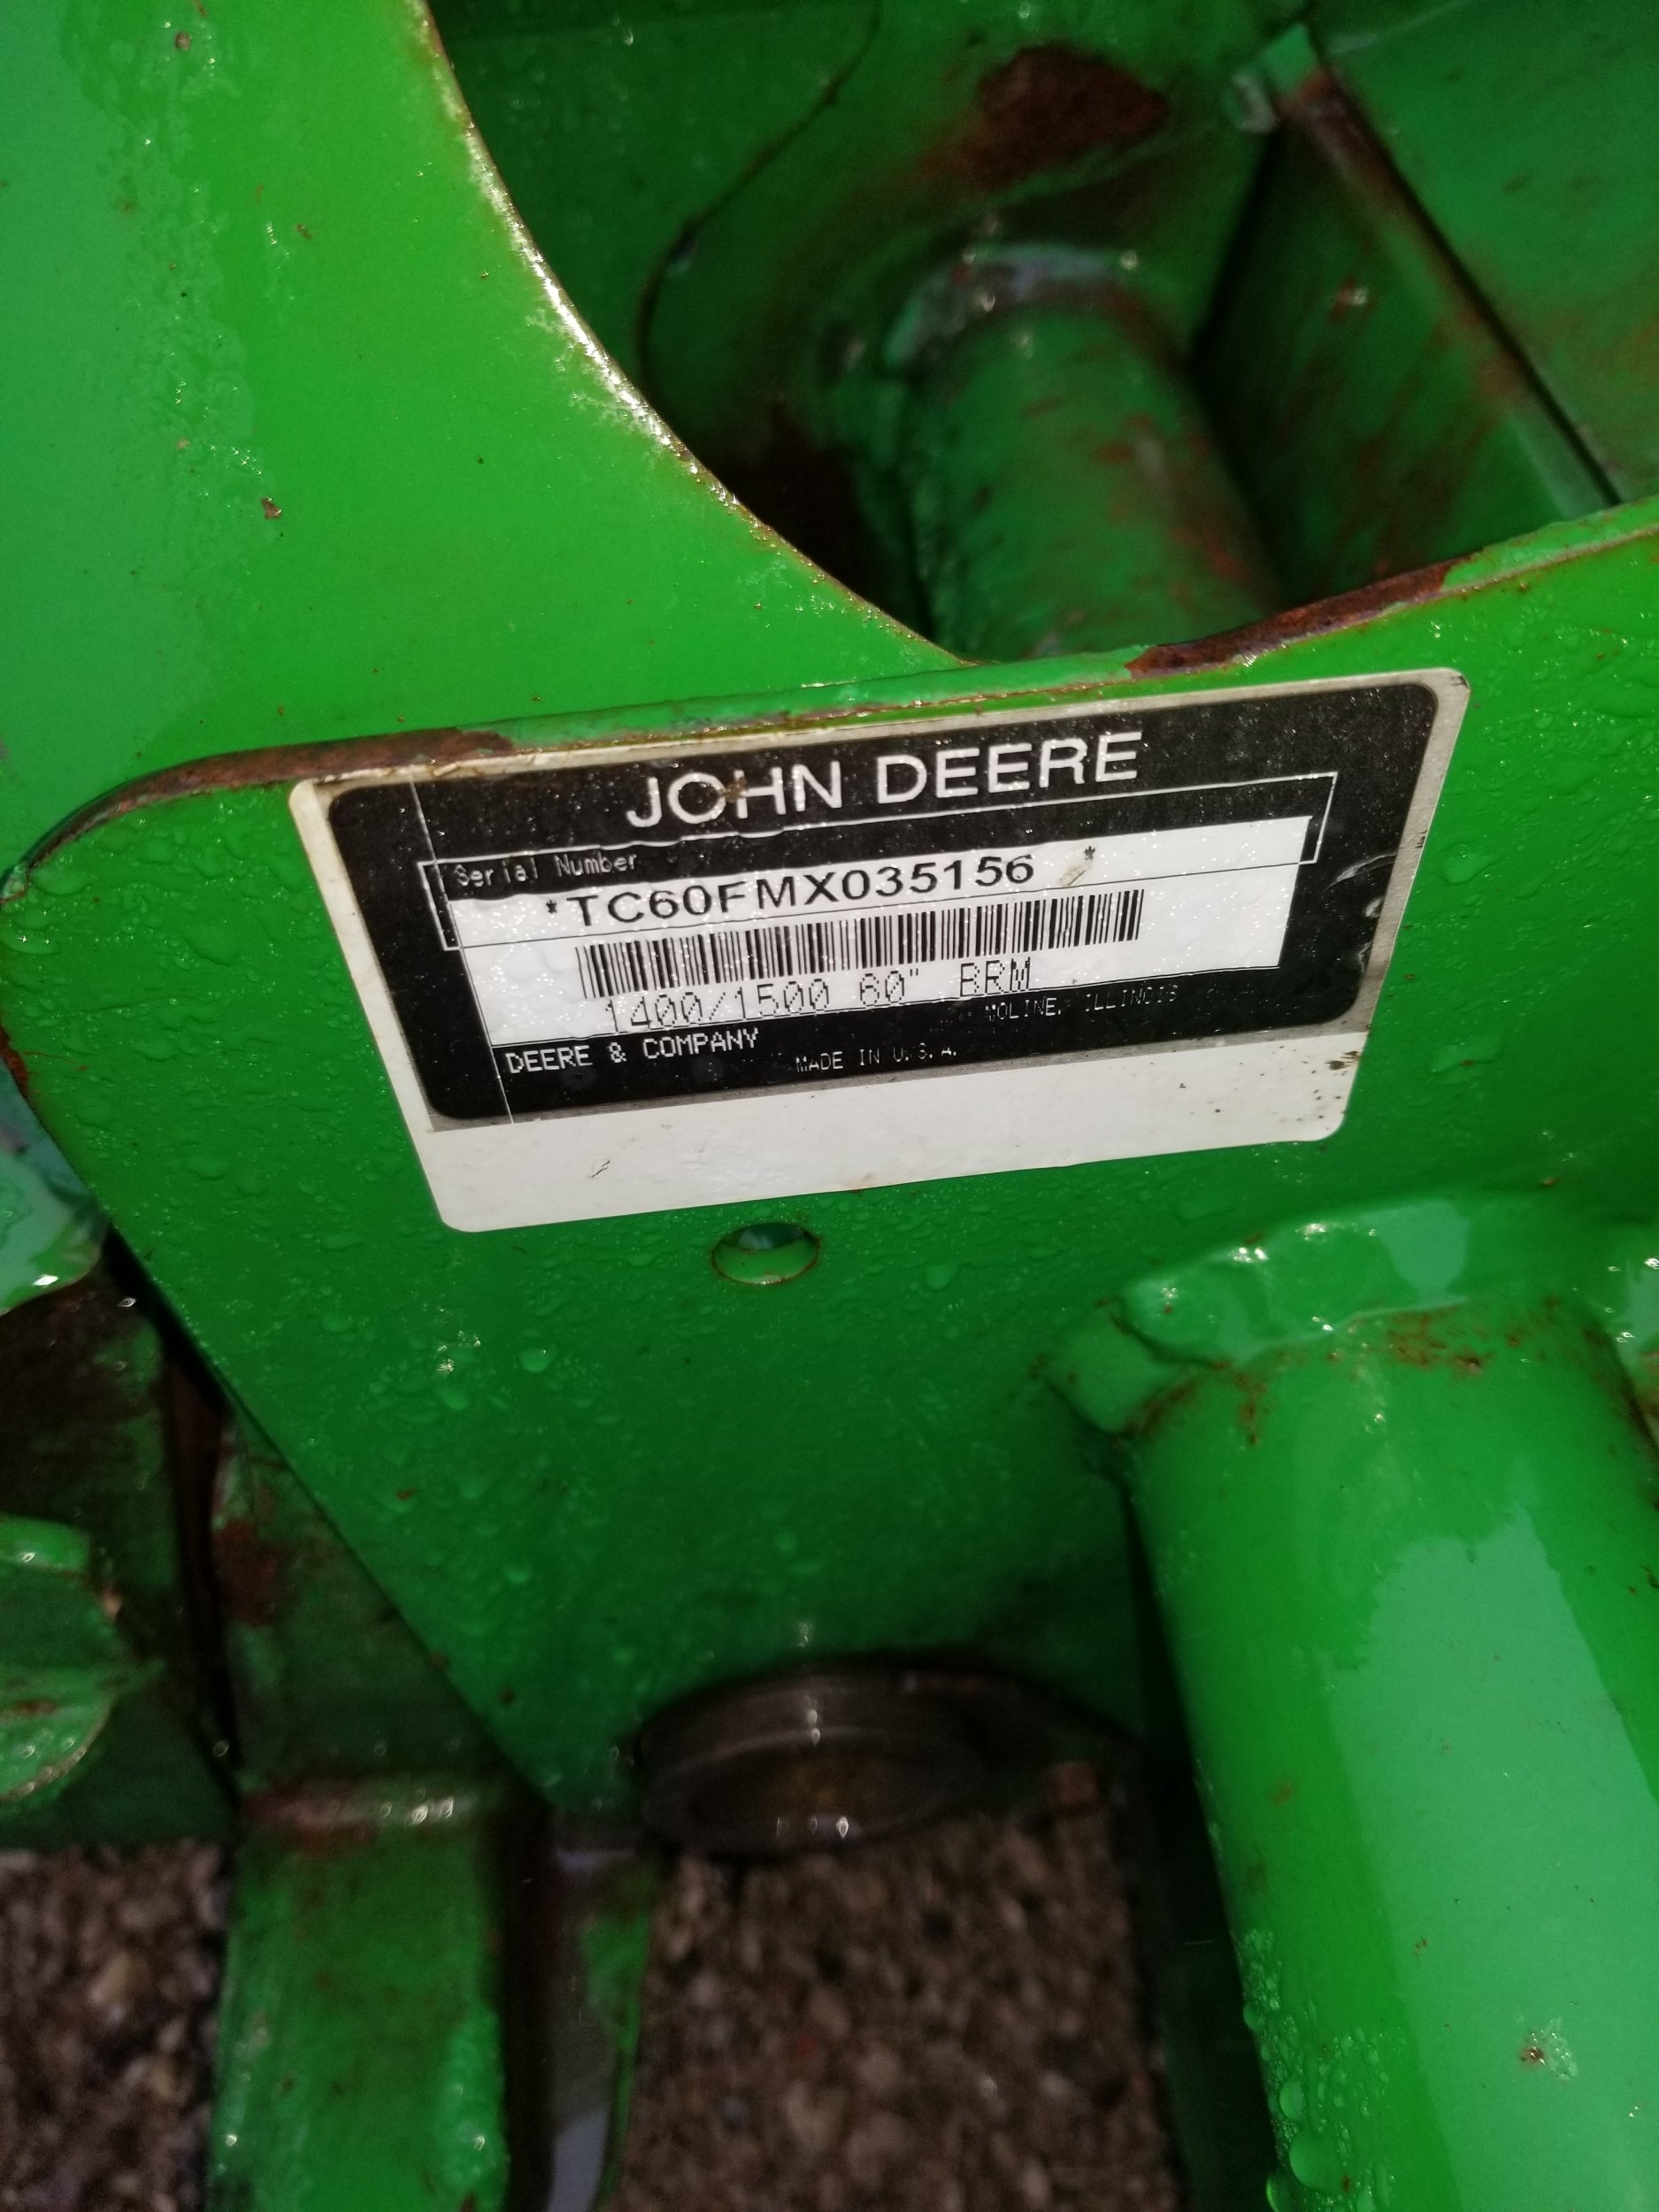 JOHN DEERE
Serial Number
*TC60FMX035156 *
1400/1500 60" BRM
DEERE & COMPANY MOLINE, ILLINOIS
MADE IN U.S.A.